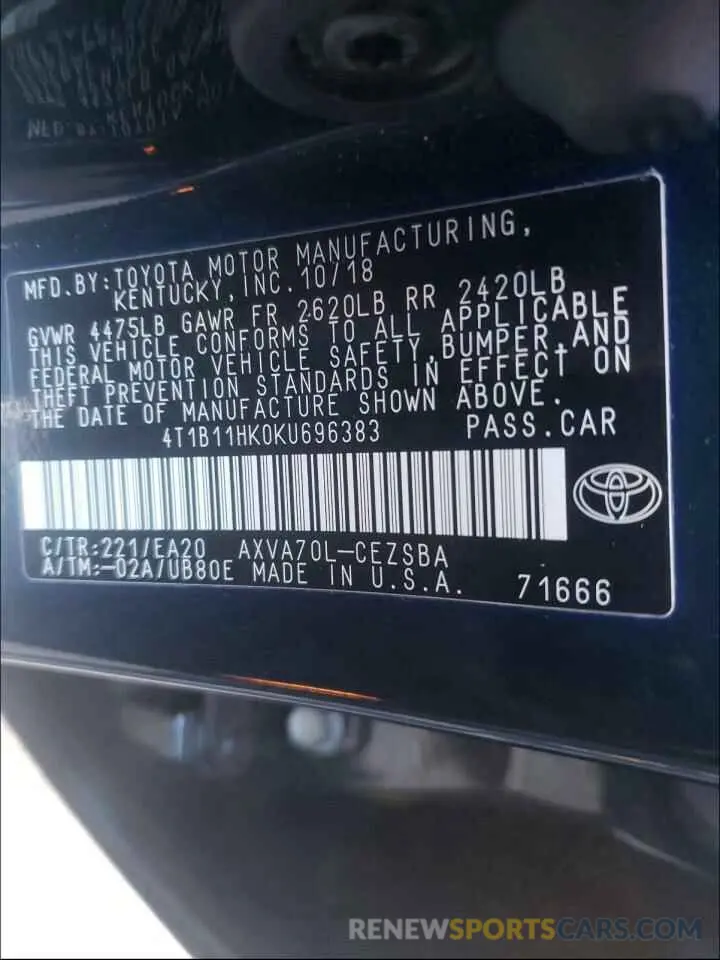 MFD.BY:TOYOTA MOTOR MANUFACTURING,
KENTUCKY,INC.10/18
GVWR 4475LB GAWR FR 2620LB RR 2420LB
THIS VEHICLE CONFORMS TO ALL APPLICABLE
FEDERAL MOTOR VEHICLE SAFETY,BUMPER,AND
THEFT PREVENTION STANDARDS IN EFFECT ON
THE DATE OF MANUFACTURE SHOWN ABOVE.
4T1B11HK0KU696383 PASS.CAR
C/TR:221/EA20 AXVA70L-CEZSBA
A/TM:-02A/UB80E MADE IN U.S.A. 71666
RENEWSPORTSCARS.COM